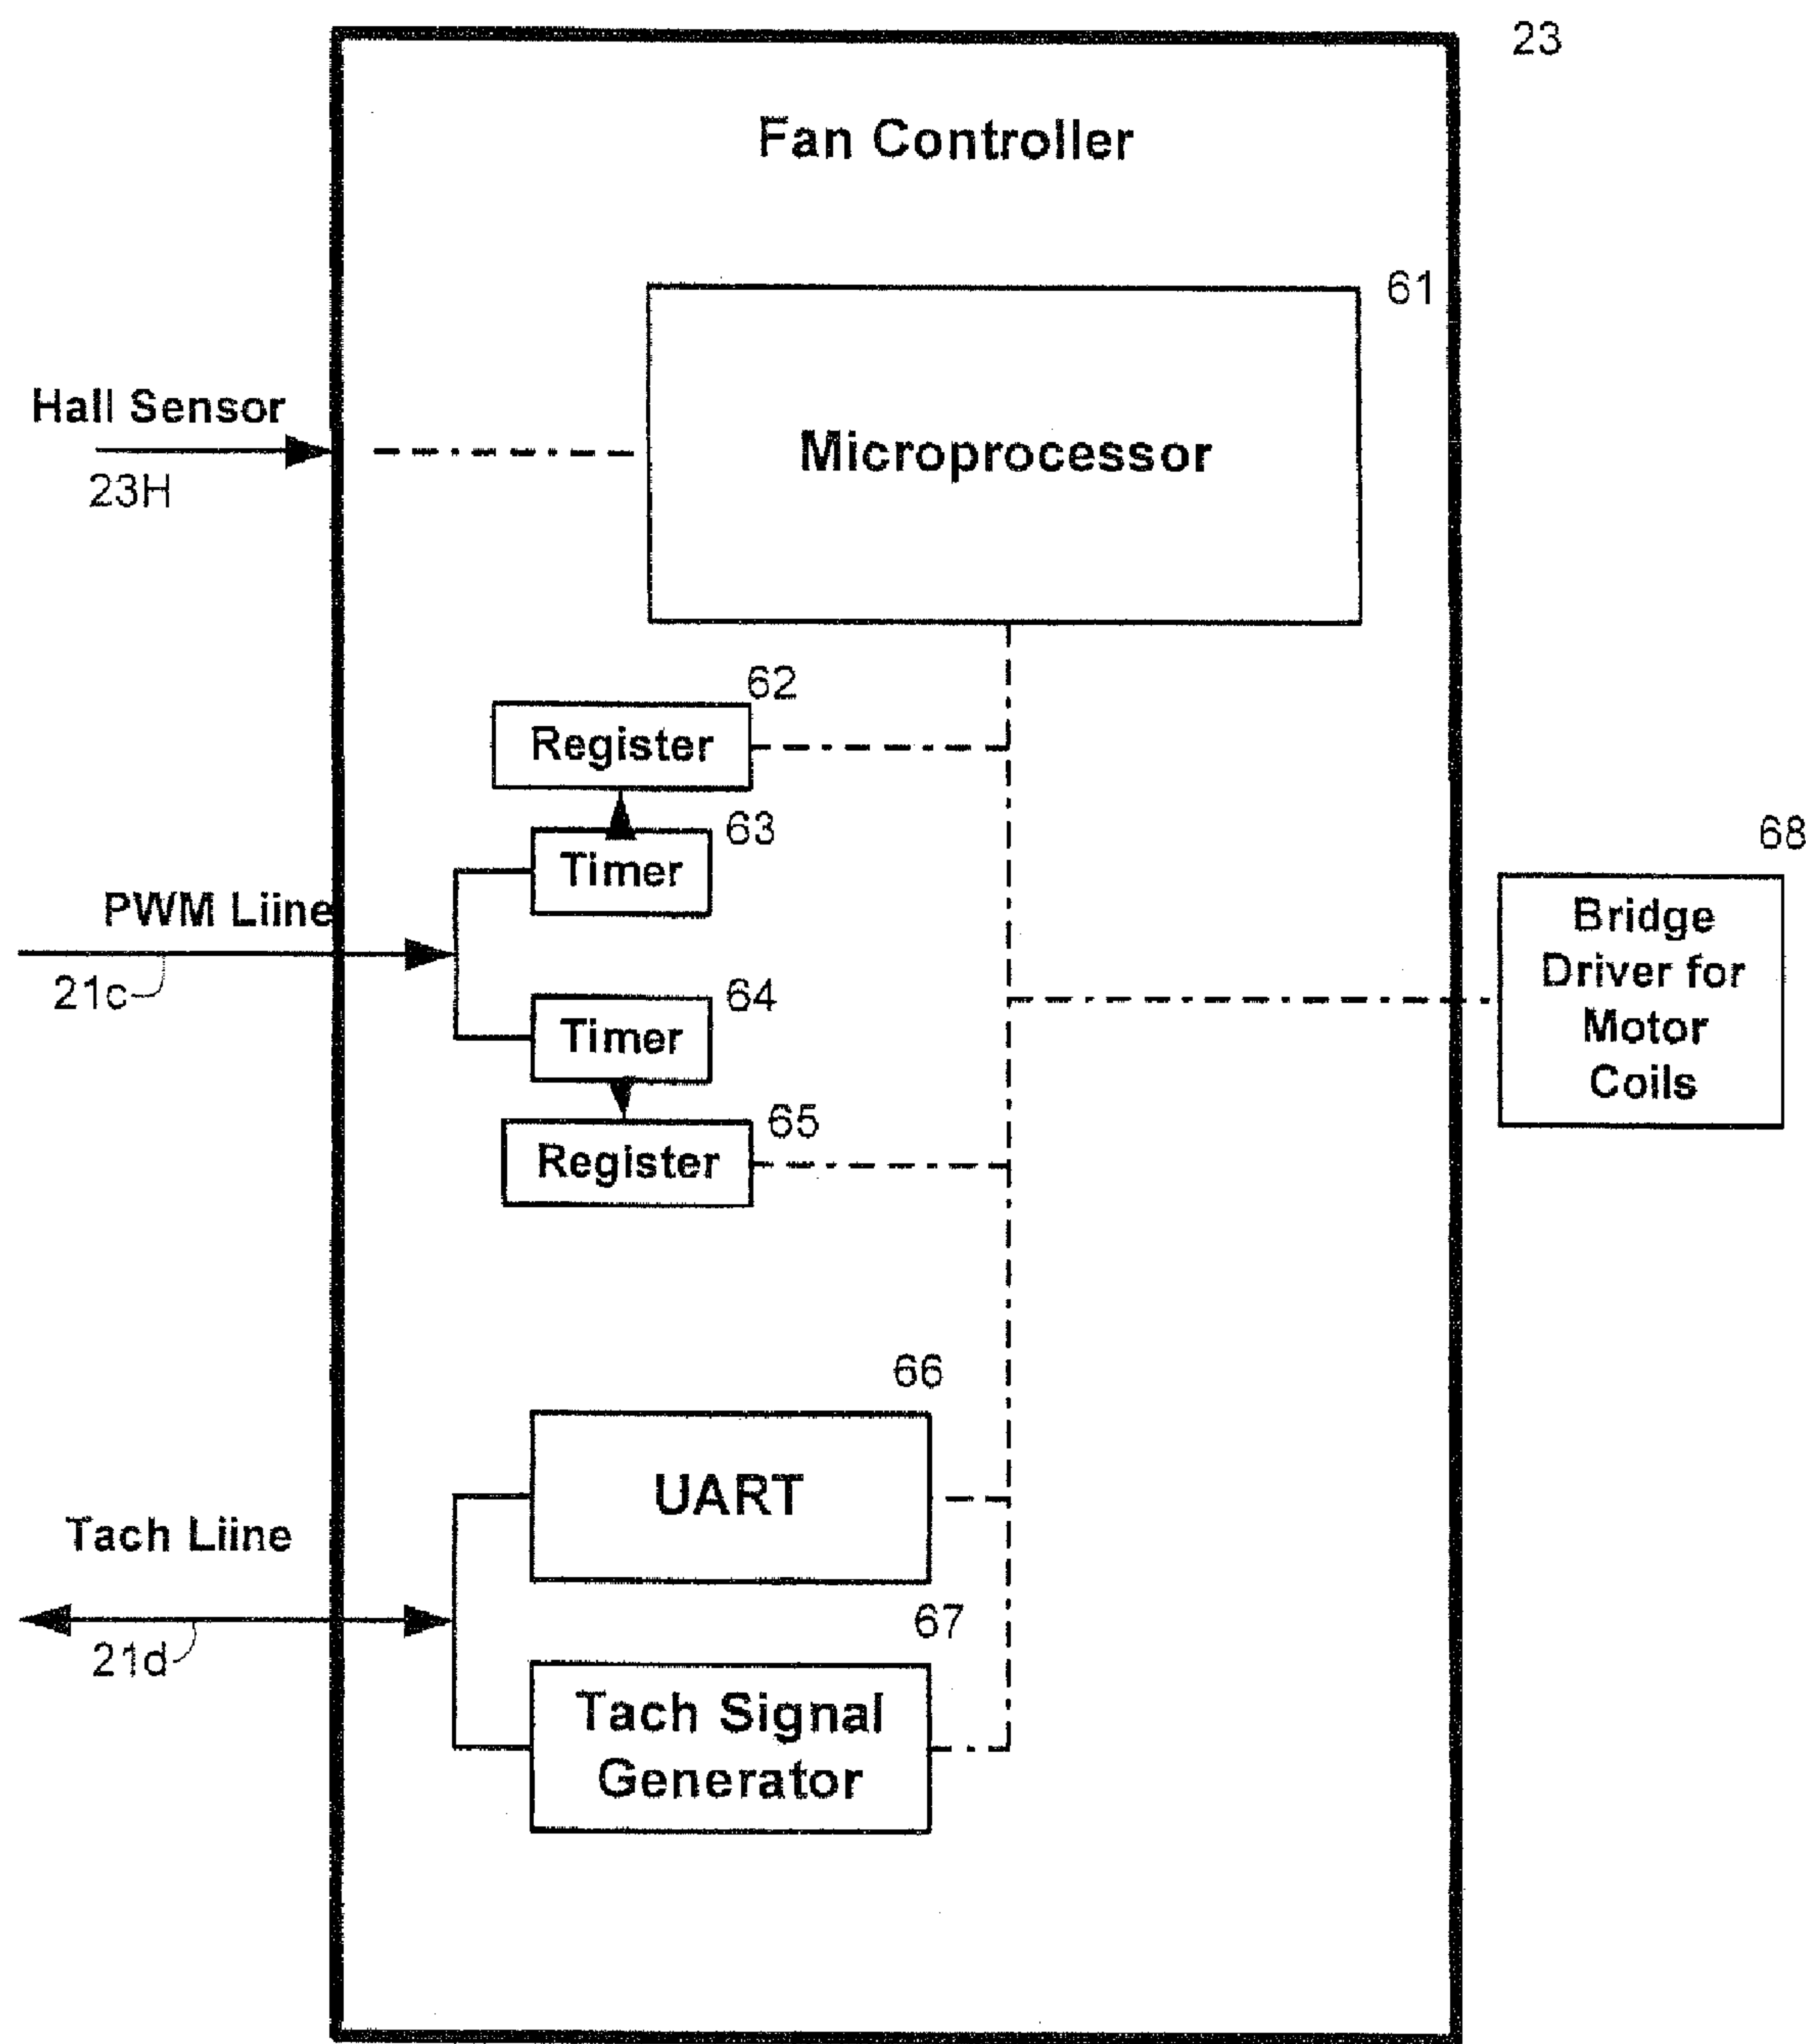 23
Fan Controller
61
Hall Sensor
23H
Microprocessor
62
Register
63
Timer
PWM Liine
21c
64
Timer
65
Register
68
Bridge
Driver for
Motor
Coils
66
UART
Tach Liine
21d
67
Tach Signal
Generator